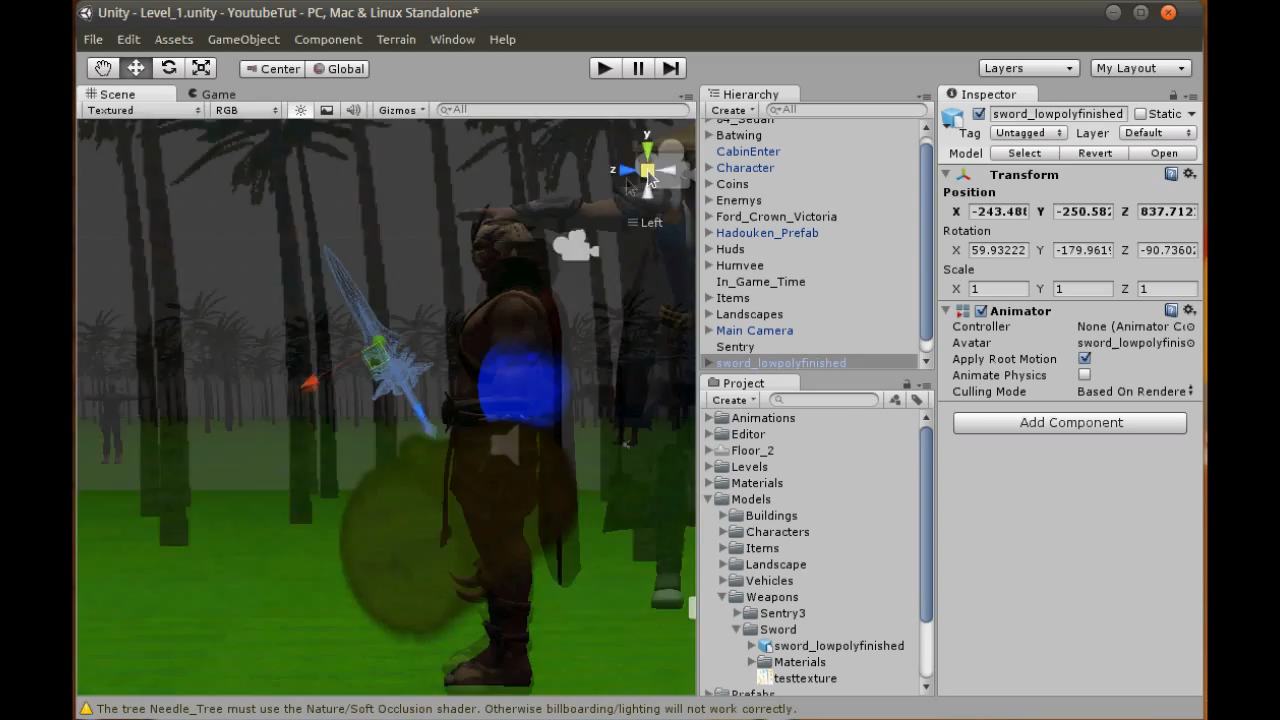 Unity - Level_1.unity - YoutubeTut - PC, Mac & Linux Standalone*
File Edit Assets GameObject Component Terrain Window Help
Center Global Layers My Layout
Scene Game
Textured RGB Gizmos All
y
z
Left
Hierarchy
Create All
04_Sedan
Batwing
CabinEnter
Character
Coins
Enemys
Ford_Crown_Victoria
Hadouken_Prefab
Huds
Humvee
In_Game_Time
Items
Landscapes
Main Camera
Sentry
sword_lowpolyfinished
Project
Create
Animations
Editor
Floor_2
Levels
Materials
Models
Buildings
Characters
Items
Landscape
Vehicles
Weapons
Sentry3
Sword
sword_lowpolyfinished
Materials
testtexture
Prefabs
Inspector
sword_lowpolyfinished Static
Tag Untagged Layer Default
Model Select Revert Open
Transform
Position
X -243.486 Y -250.582 Z 837.712
Rotation
X 59.93222 Y -179.961 Z -90.7360
Scale
X 1 Y 1 Z 1
Animator
Controller None (Animator Co
Avatar sword_lowpolyfinis
Apply Root Motion
Animate Physics
Culling Mode Based On Rendere
Add Component
The tree Needle_Tree must use the Nature/Soft Occlusion shader. Otherwise billboarding/lighting will not work correctly.